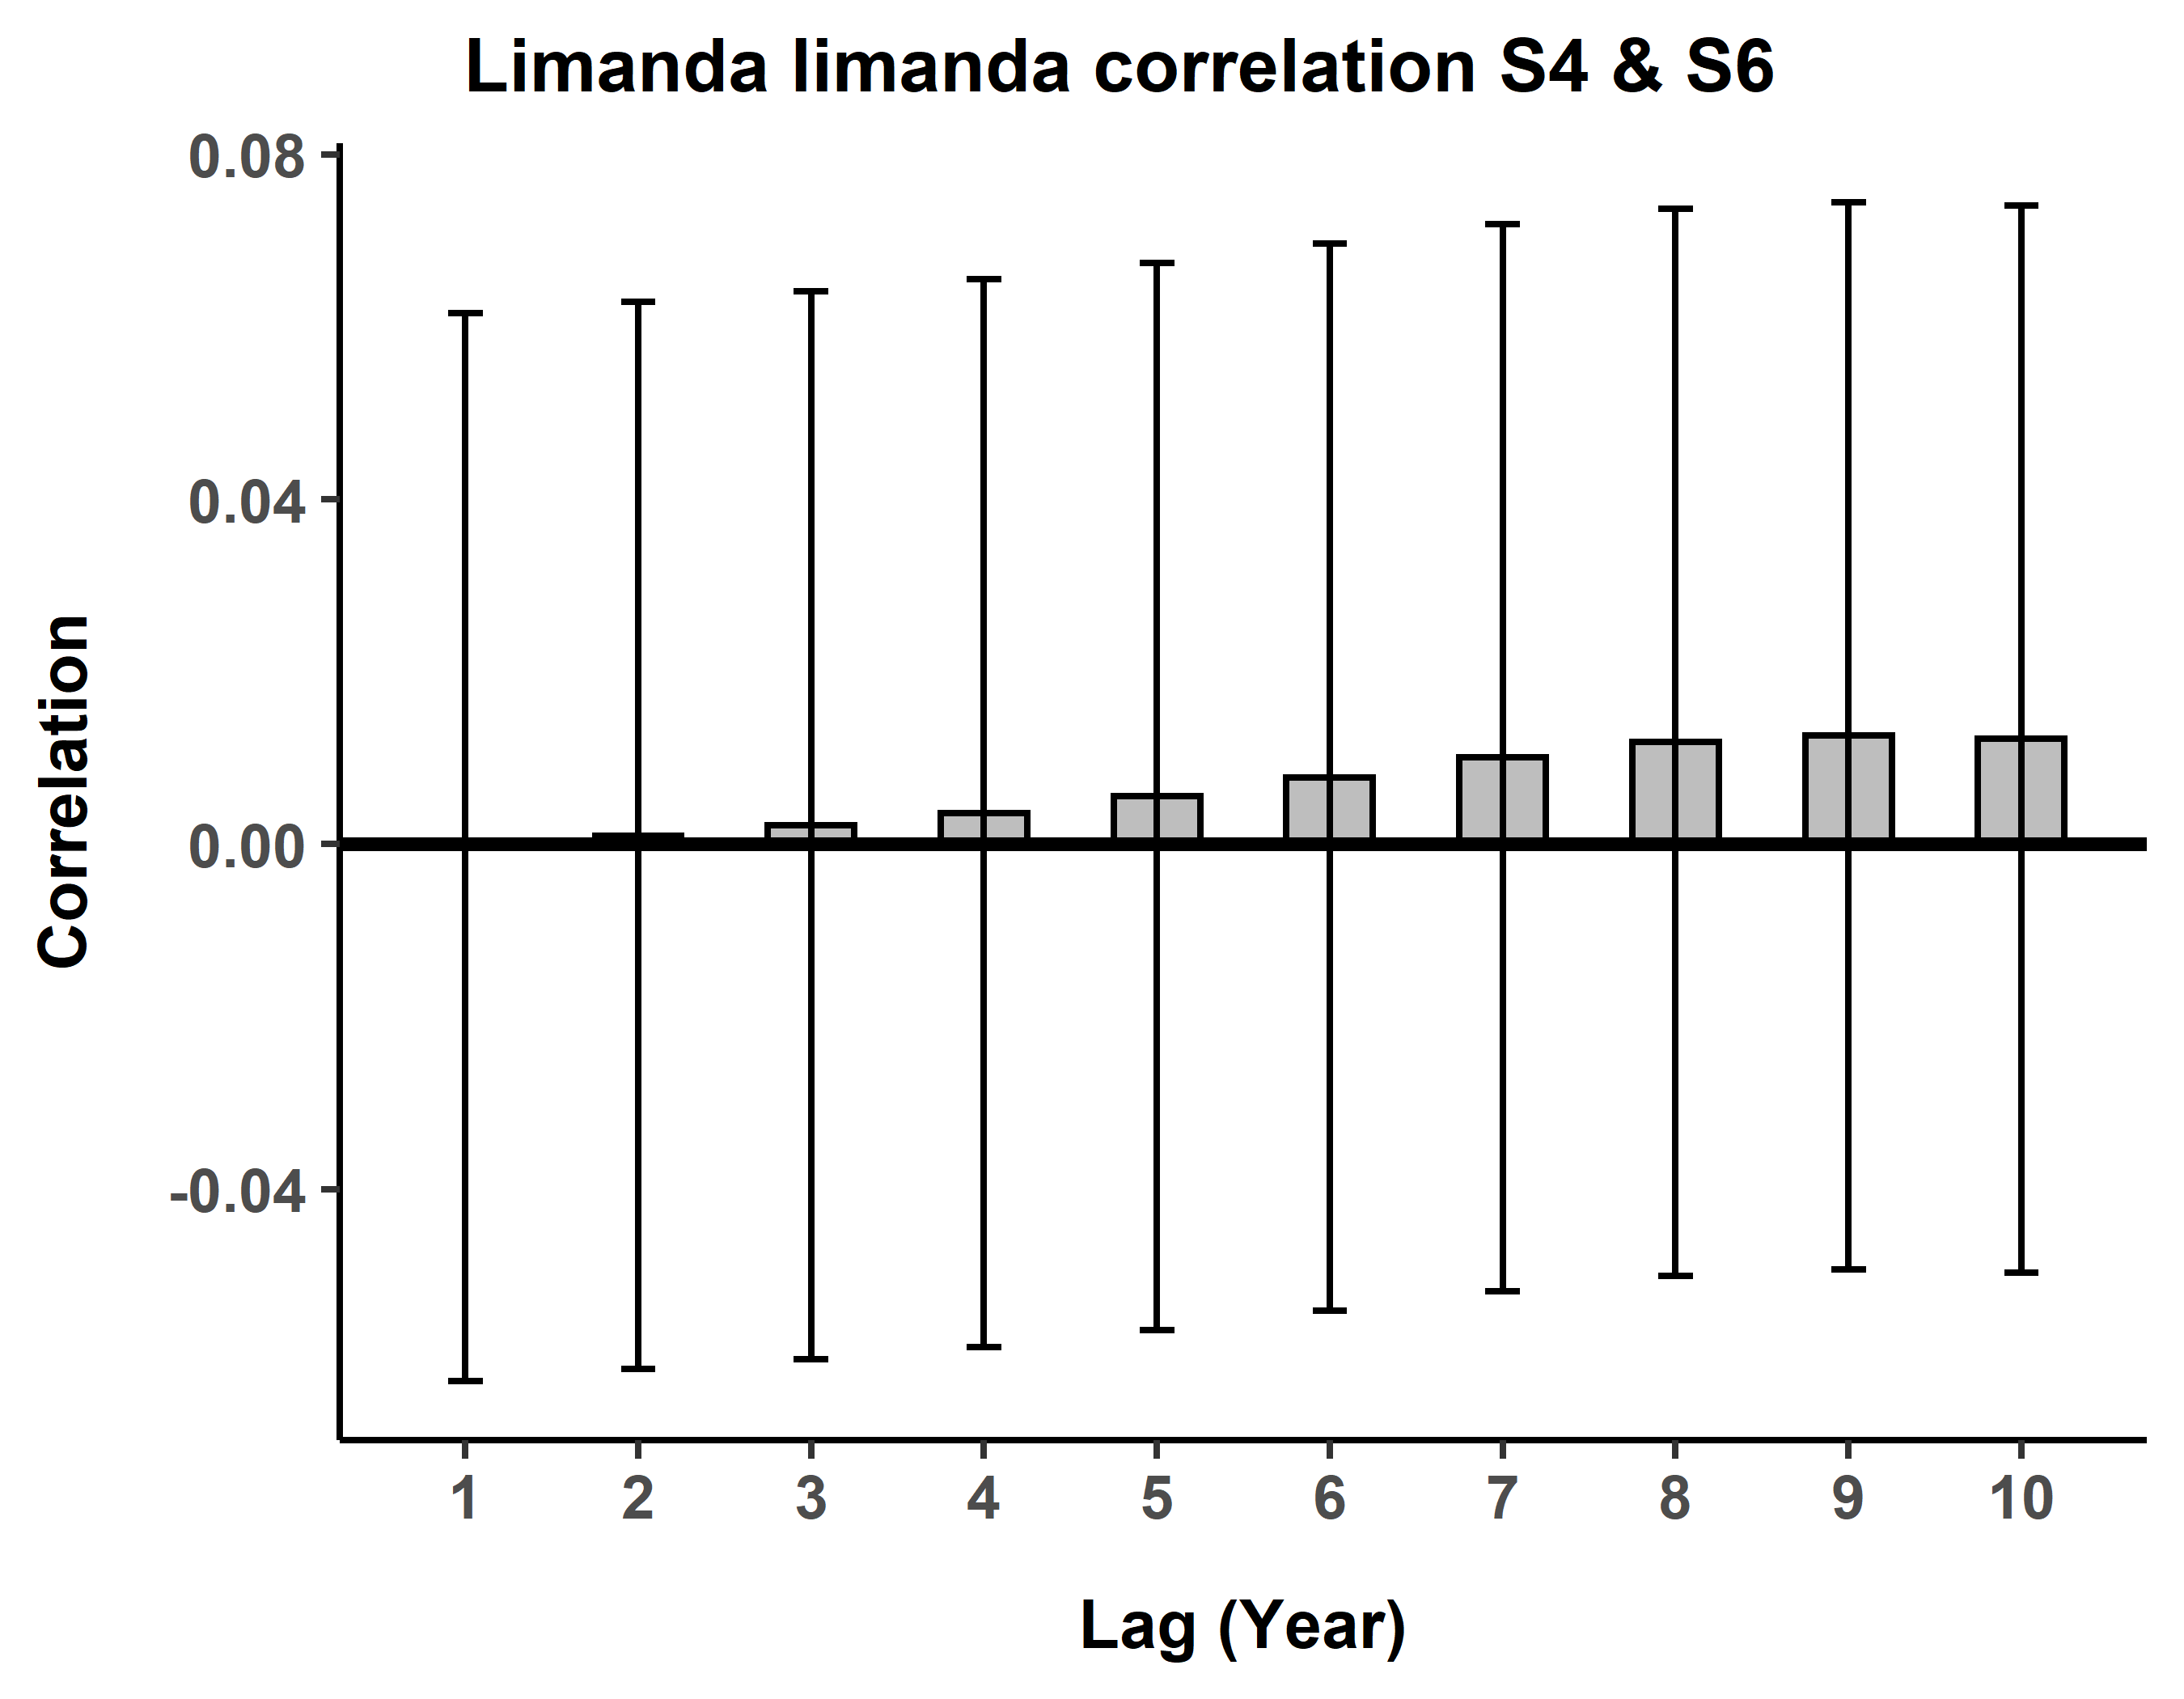 Limanda limanda correlation S4 & S6
0.08
0.04
0.00
-0.04
Correlation
1 2 3 4 5 6 7 8 9 10
Lag (Year)